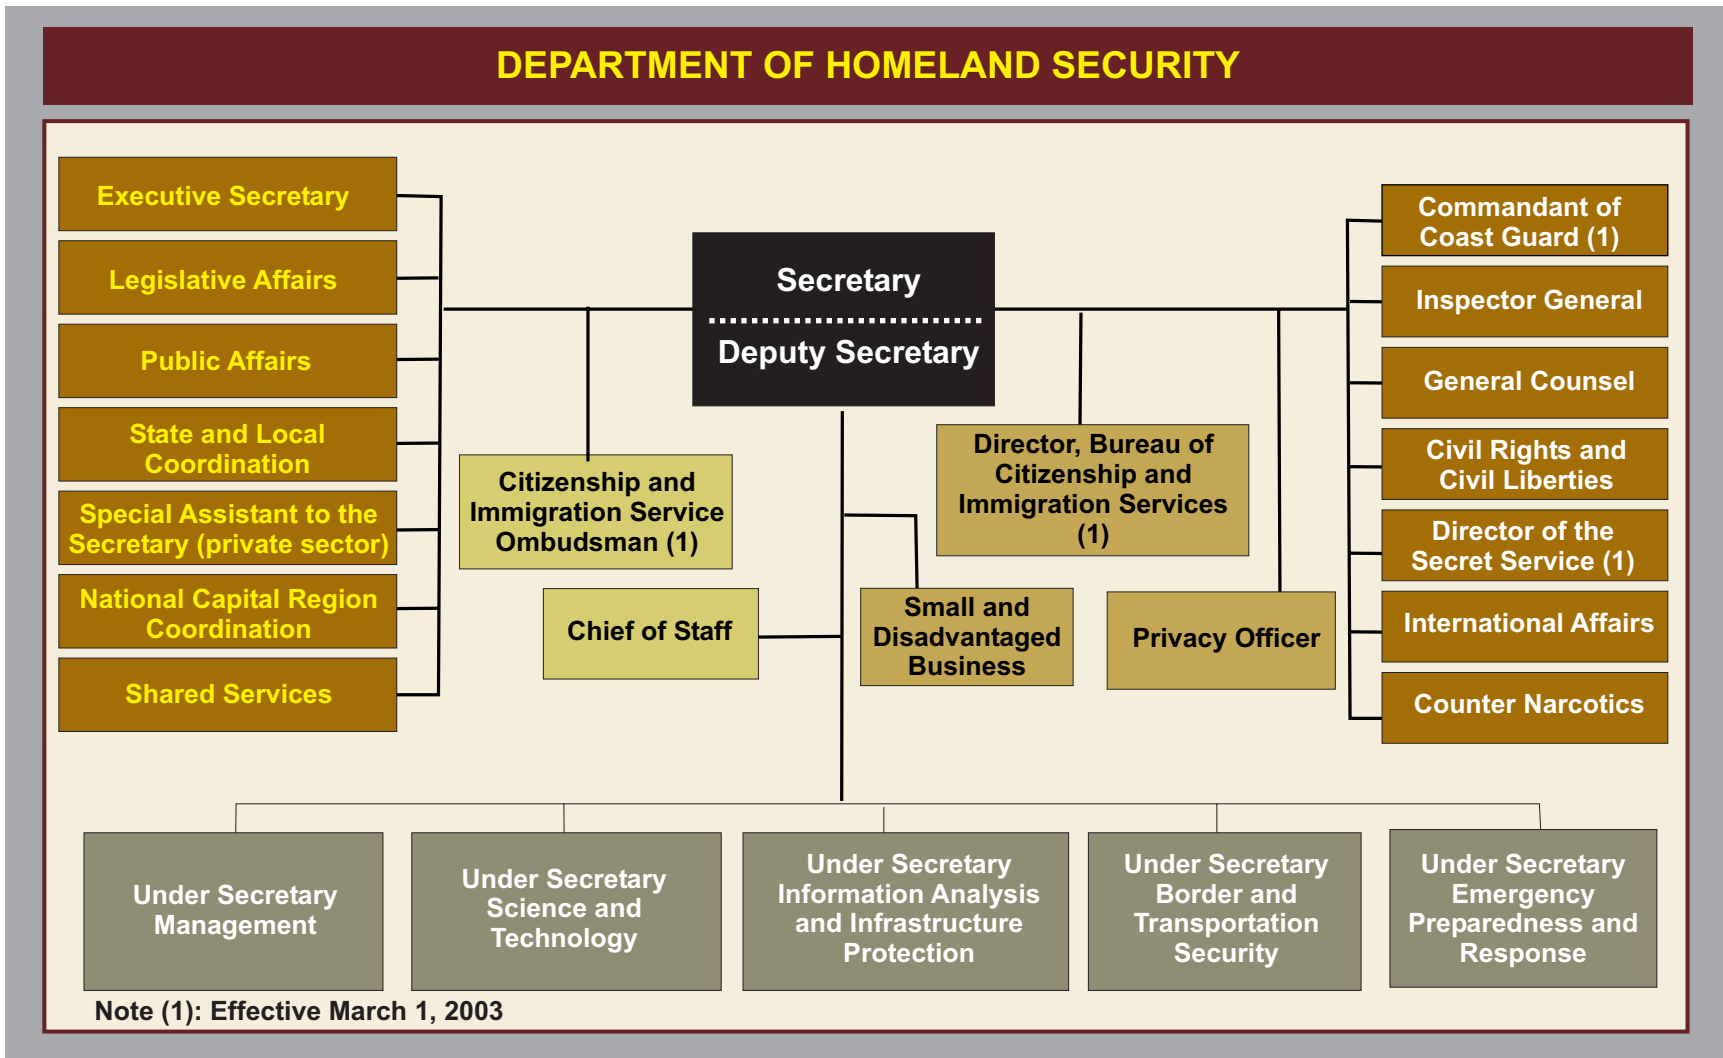 DEPARTMENT OF HOMELAND SECURITY
Executive Secretary
Legislative Affairs
Public Affairs
State and Local
Coordination
Special Assistant to the
Secretary (private sector)
National Capital Region
Coordination
Shared Services
Secretary
Deputy Secretary
Citizenship and
Immigration Service
Ombudsman (1)
Chief of Staff
Small and
Disadvantaged
Business
Director, Bureau of
Citizenship and
Immigration Services
(1)
Privacy Officer
Commandant of
Coast Guard (1)
Inspector General
General Counsel
Civil Rights and
Civil Liberties
Director of the
Secret Service (1)
International Affairs
Counter Narcotics
Under Secretary
Management
Under Secretary
Science and
Technology
Under Secretary
Information Analysis
and Infrastructure
Protection
Under Secretary
Border and
Transportation
Security
Under Secretary
Emergency
Preparedness and
Response
Note (1): Effective March 1, 2003